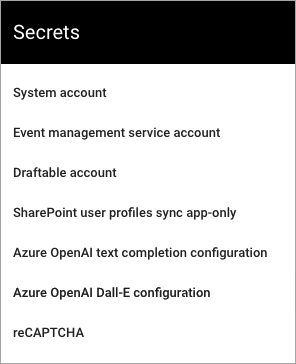 Secrets
System account
Event management service account
Draftable account
SharePoint user profiles sync app-only
Azure OpenAI text completion configuration
Azure OpenAI Dall-E configuration
reCAPTCHA